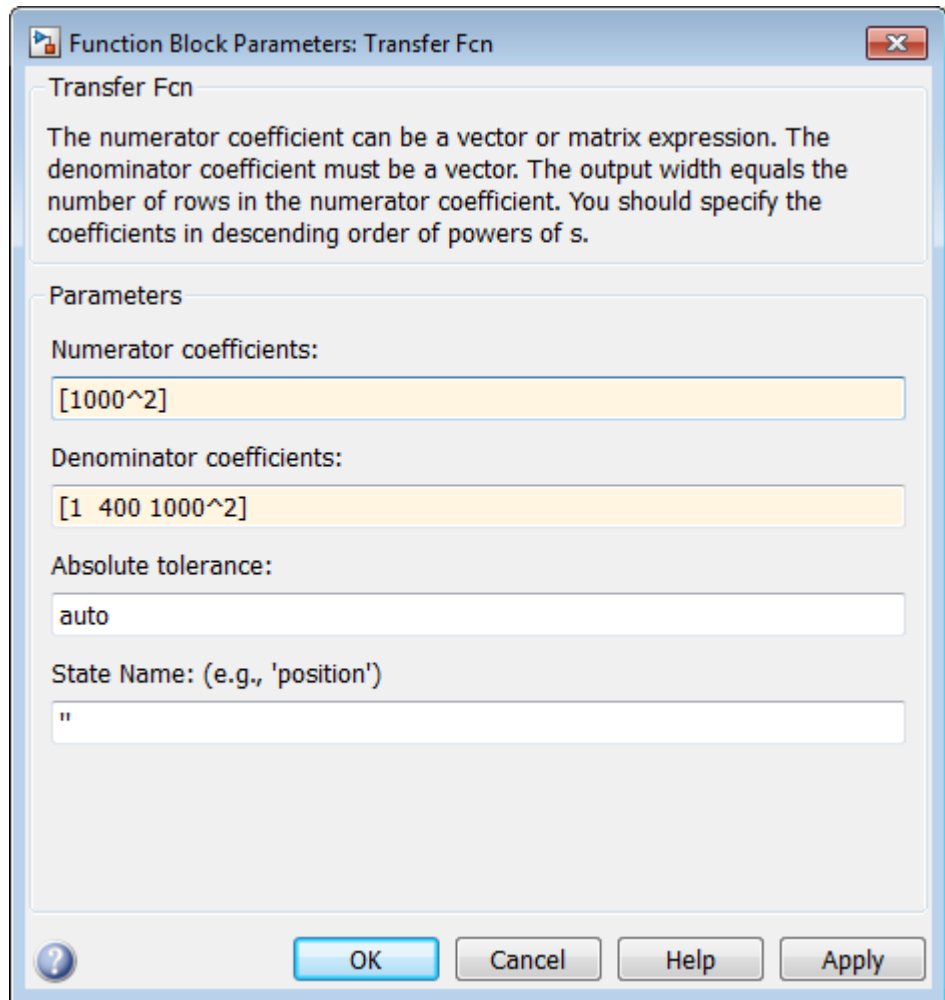 Function Block Parameters: Transfer Fcn
Transfer Fcn
The numerator coefficient can be a vector or matrix expression. The
denominator coefficient must be a vector. The output width equals the
number of rows in the numerator coefficient. You should specify the
coefficients in descending order of powers of s.
Parameters
Numerator coefficients:
[1000^2]
Denominator coefficients:
[1  400 1000^2]
Absolute tolerance:
auto
State Name: (e.g., 'position')
''
OK Cancel Help Apply